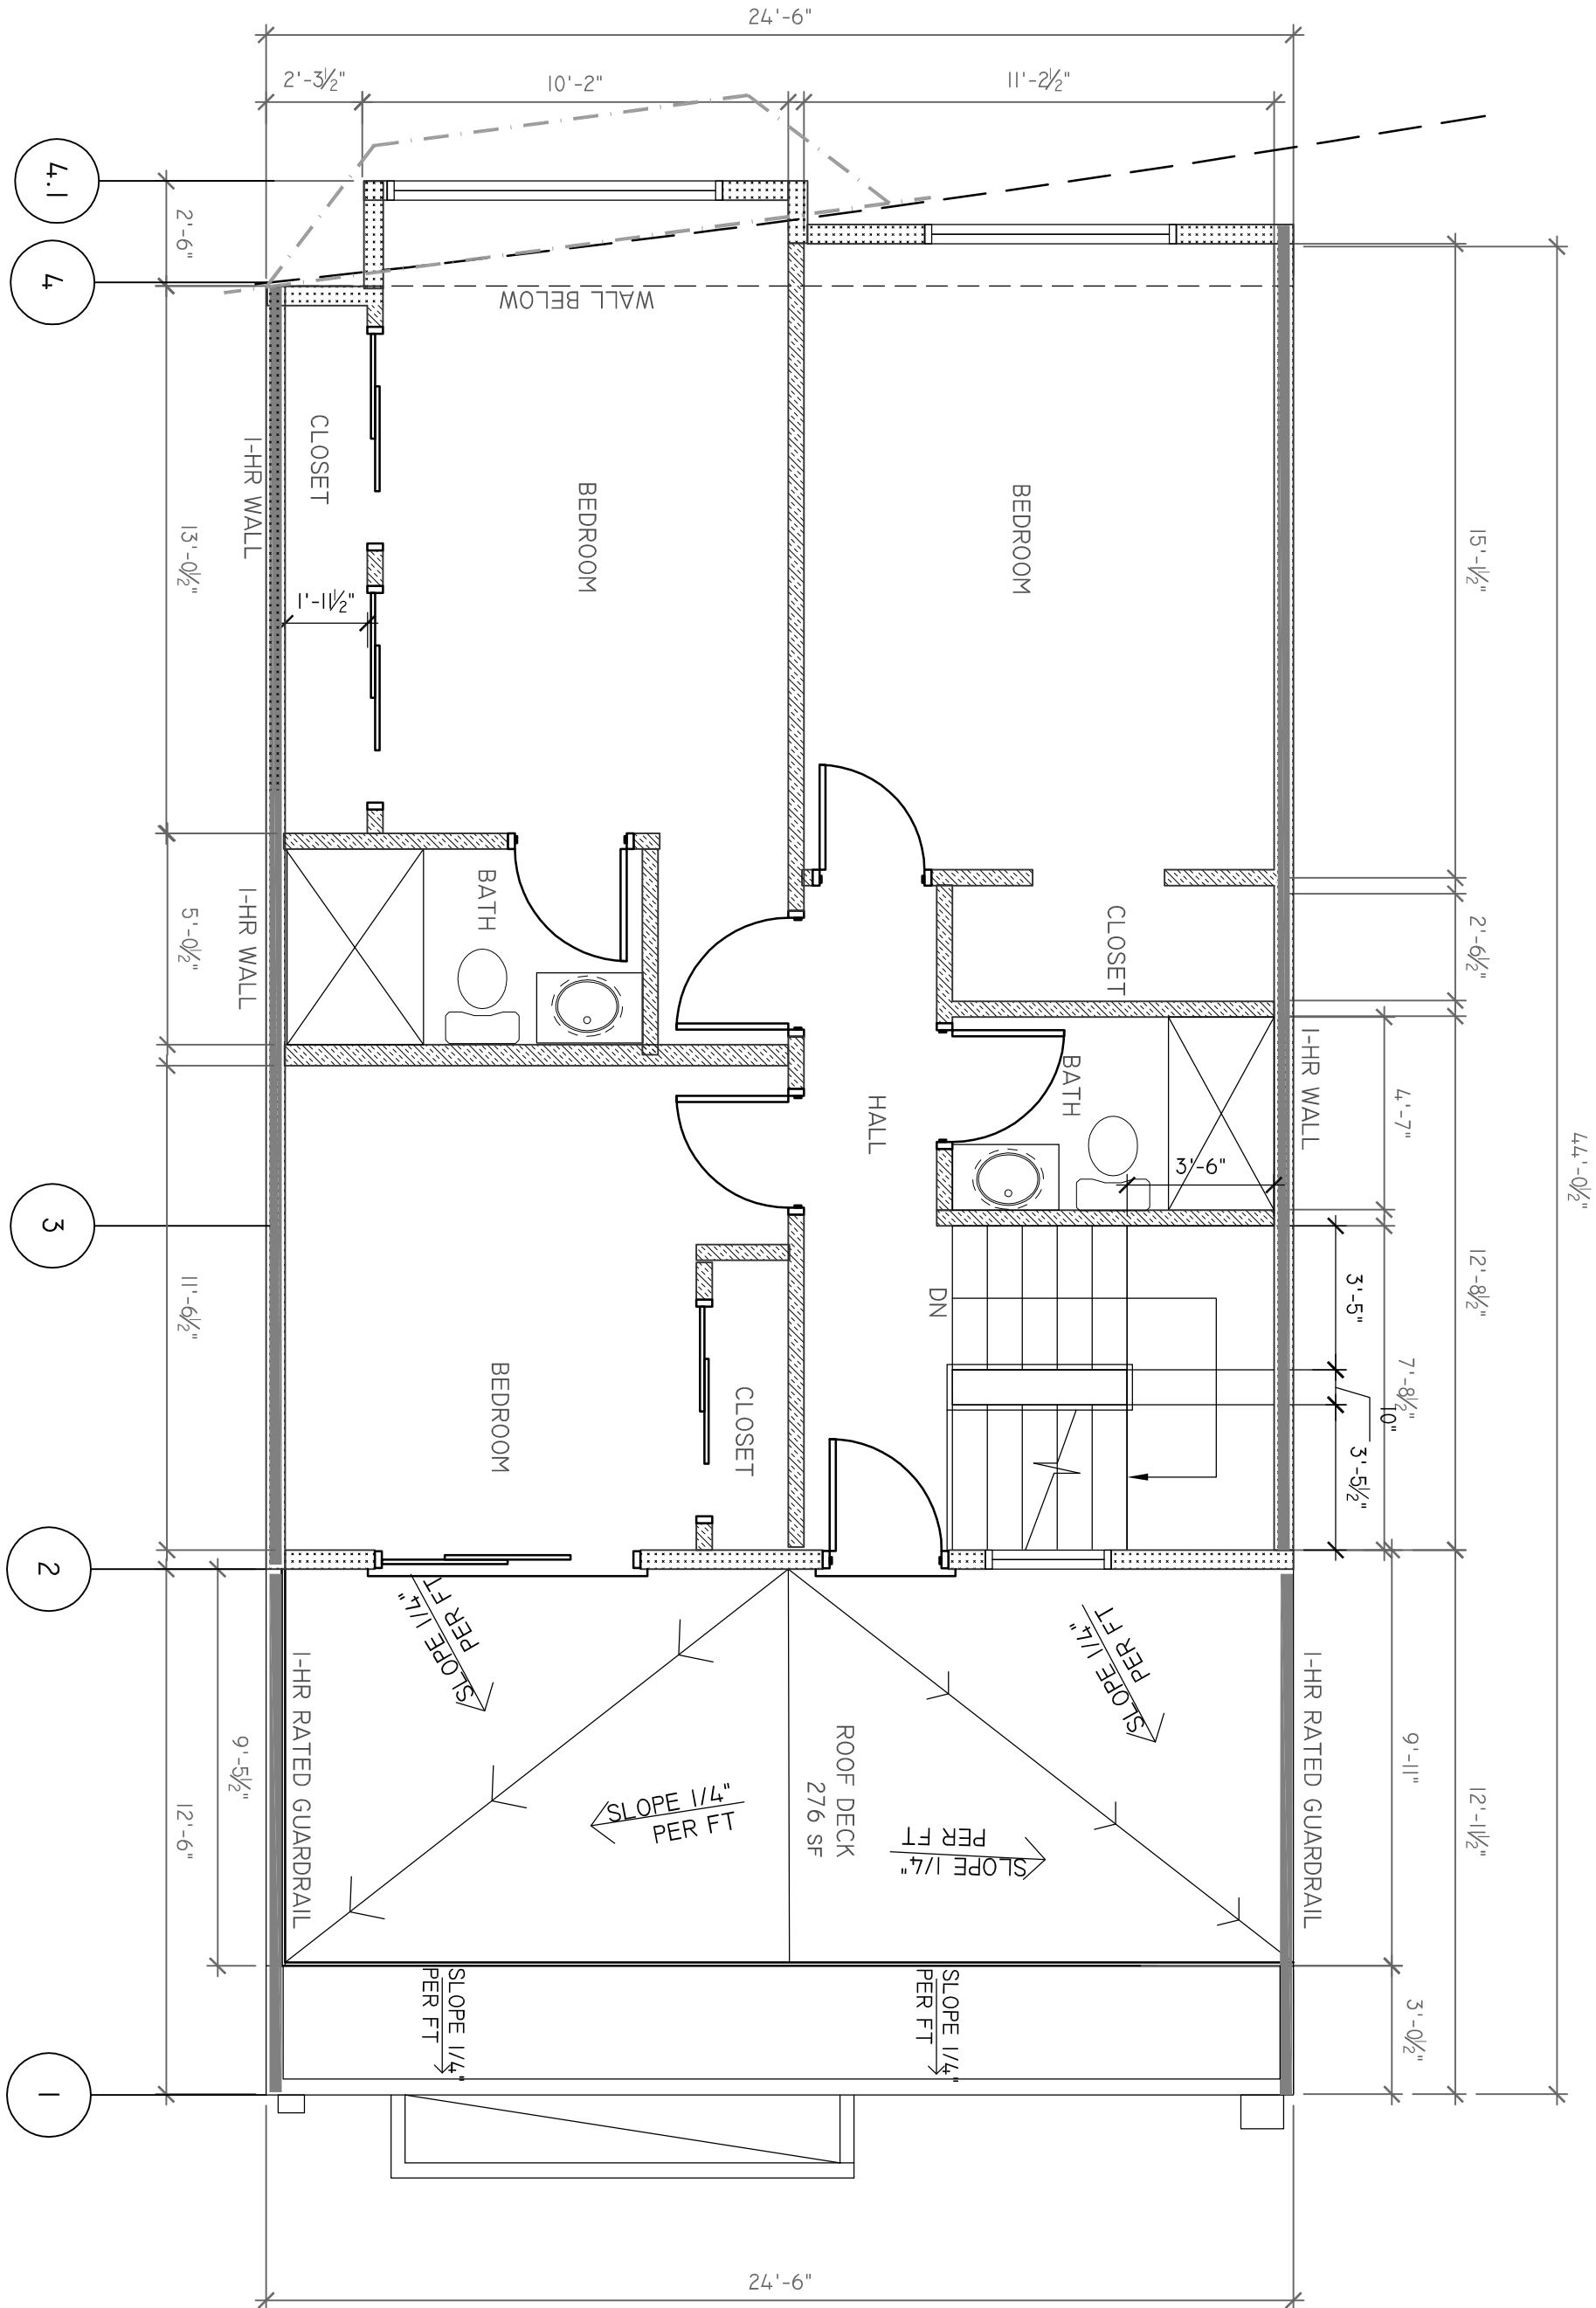 24'-6"
2'-3½"
10'-2"
11'-2½"
4.1
2'-6"
4
WALL BELOW
CLOSET
1-HR WALL
BEDROOM
BEDROOM
13'-0½"
15'-1½"
1'-11½"
BATH
1-HR WALL
5'-0½"
CLOSET
2'-6½"
1-HR WALL
BATH
HALL
4'-7"
44'-0½"
3'-6"
3
DN
3'-5"
12'-8½"
11'-6½"
7'-8½"
10"
3'-5½"
BEDROOM
CLOSET
2
SLOPE 1/4"
PER FT
SLOPE 1/4"
PER FT
1-HR RATED GUARDRAIL
1-HR RATED GUARDRAIL
9'-5½"
12'-6"
ROOF DECK
276 SF
9'-11"
12'-11½"
SLOPE 1/4"
PER FT
SLOPE 1/4"
PER FT
SLOPE 1/4"
PER FT
SLOPE 1/4"
PER FT
3'-0½"
1
24'-6"